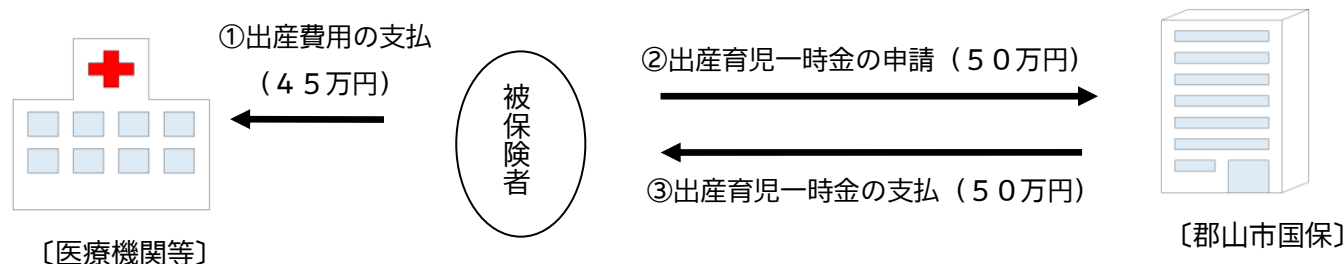 ①出産費用の支払
（４５万円）
被保険者
②出産育児一時金の申請（５０万円）
③出産育児一時金の支払（５０万円）
〔医療機関等〕
〔郡山市国保〕